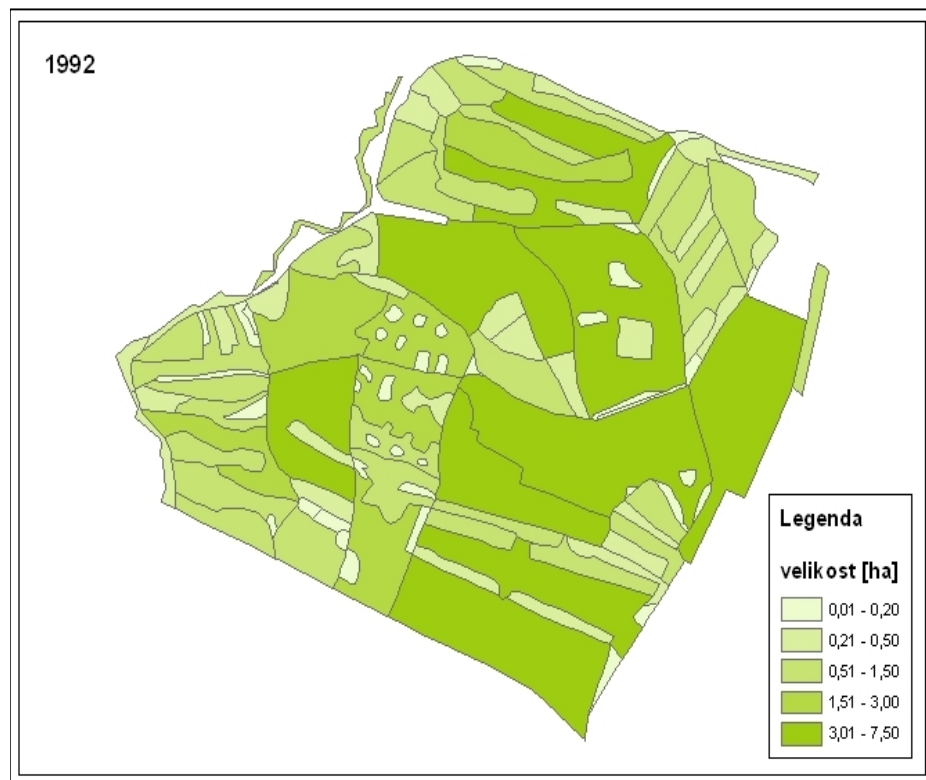 1992
Legenda
velikost [ha]
0,01 - 0,20
0,21 - 0,50
0,51 - 1,50
1,51 - 3,00
3,01 - 7,50